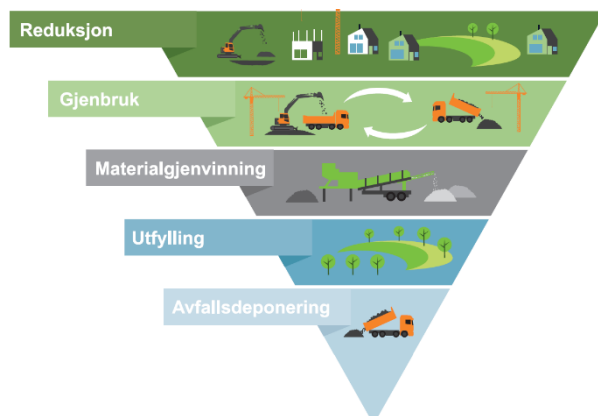 Reduksjon
Gjenbruk
Materialgjenvinning
Utfylling
Avfallsdeponering